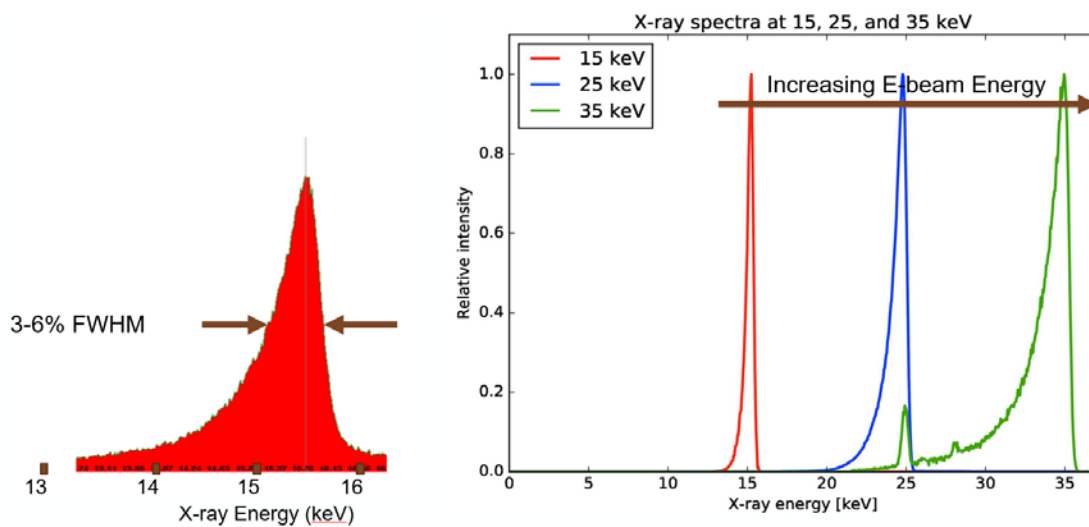 3-6% FWHM
13 14 15 16
X-ray Energy (keV)
X-ray spectra at 15, 25, and 35 keV
15 keV
25 keV
35 keV
Increasing E-beam Energy
Relative intensity
1.0
0.8
0.6
0.4
0.2
0.0
0 5 10 15 20 25 30 35
X-ray energy [keV]